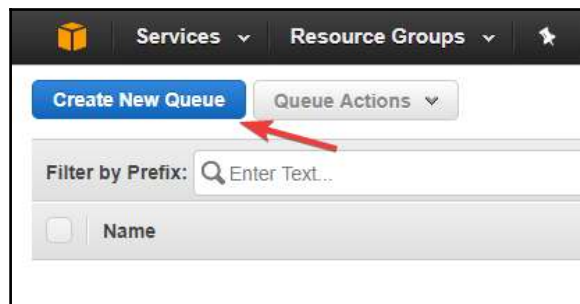 Services Resource Groups
Create New Queue Queue Actions
Filter by Prefix: Enter Text...
Name